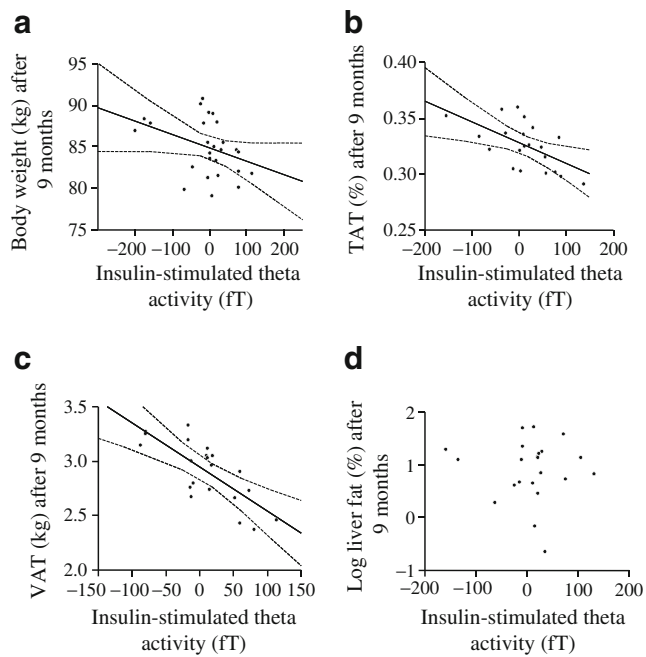 a
Body weight (kg) after
9 months
95
90
85
80
75
−200
−100
0
100
200
Insulin-stimulated theta
activity (fT)
b
TAT (%) after 9 months
0.40
0.35
0.30
0.25
−200
−100
0
100
200
Insulin-stimulated theta
activity (fT)
c
VAT (kg) after 9 months
3.5
3.0
2.5
2.0
−150
−100
−50
0
50
100
150
Insulin-stimulated theta
activity (fT)
d
Log liver fat (%) after
9 months
2
1
0
−1
−200
−100
0
100
200
Insulin-stimulated theta
activity (fT)